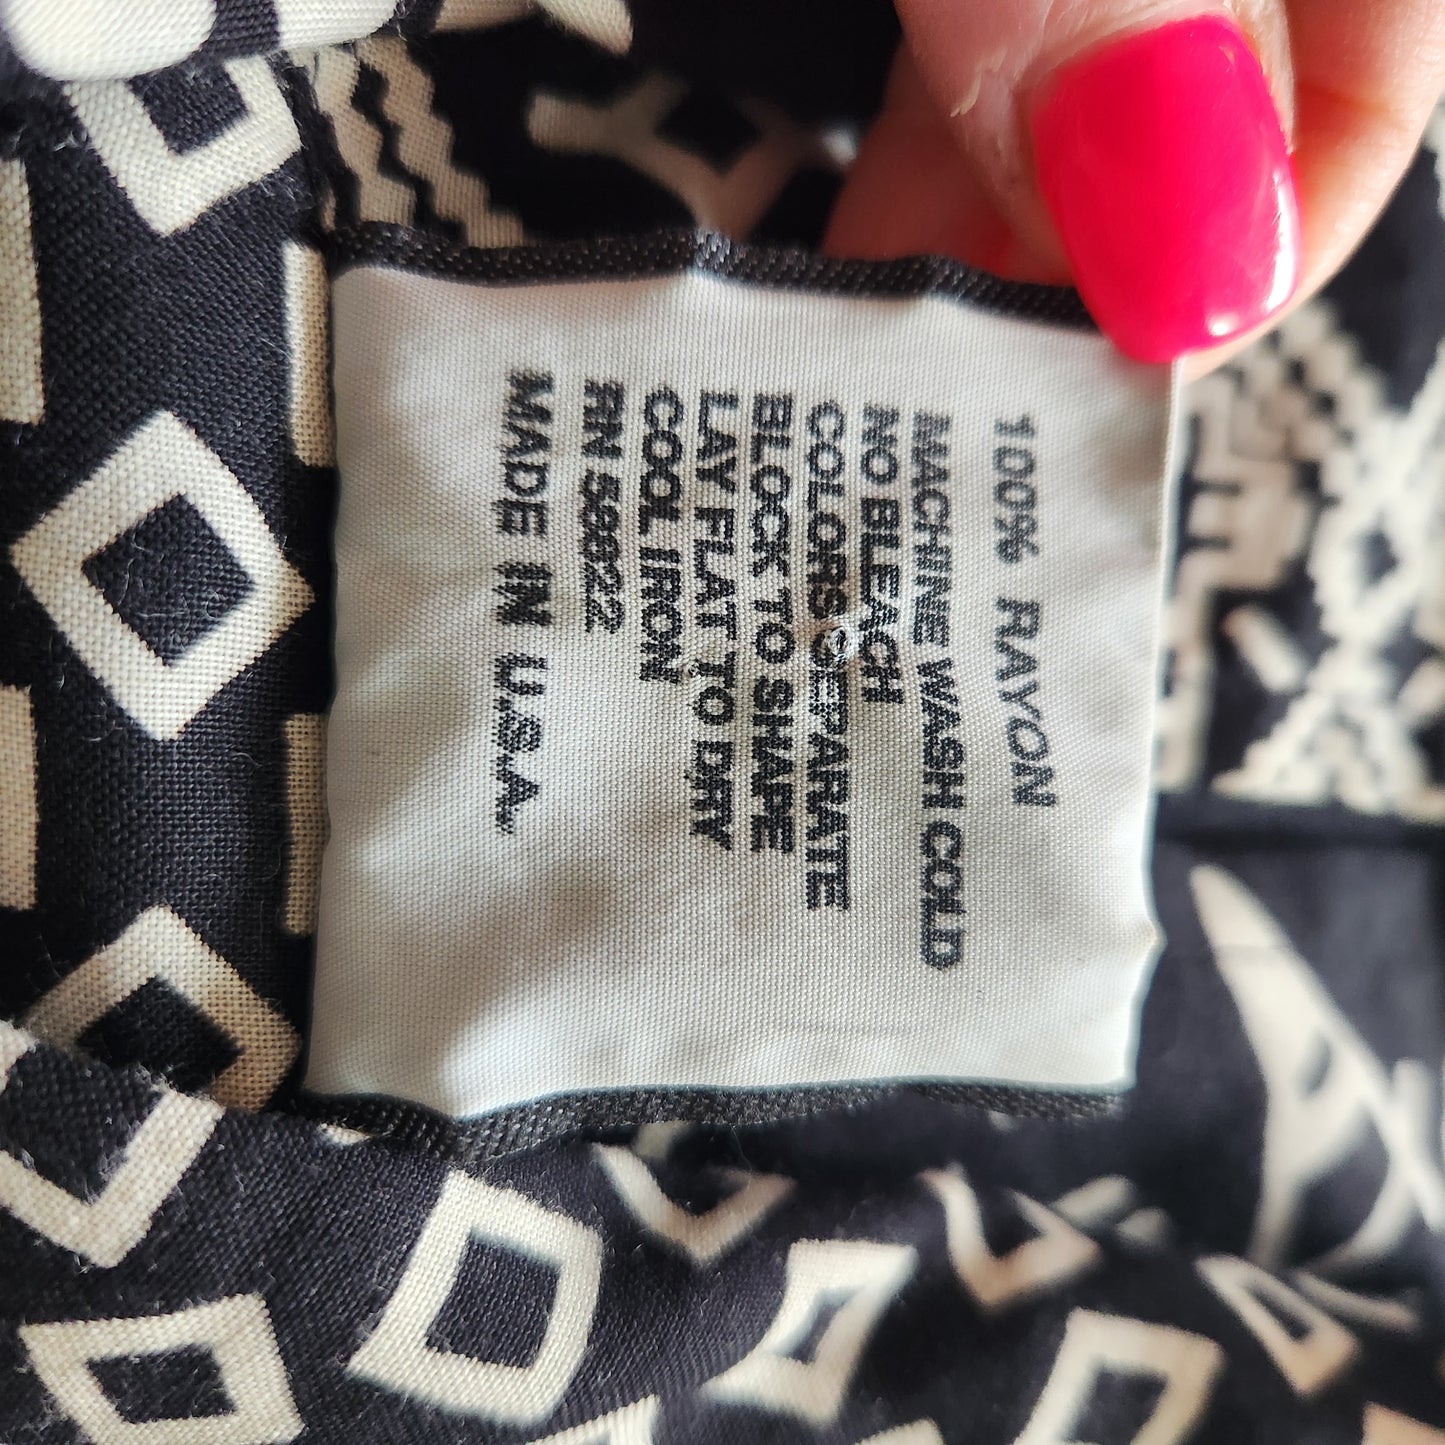 100% RAYON
MACHINE WASH COLD
NO BLEACH
COLORS SEPARATE
BLOCK TO SHAPE
LAY FLAT TO DRY
COOL IRON
RN 59822
MADE IN U.S.A.